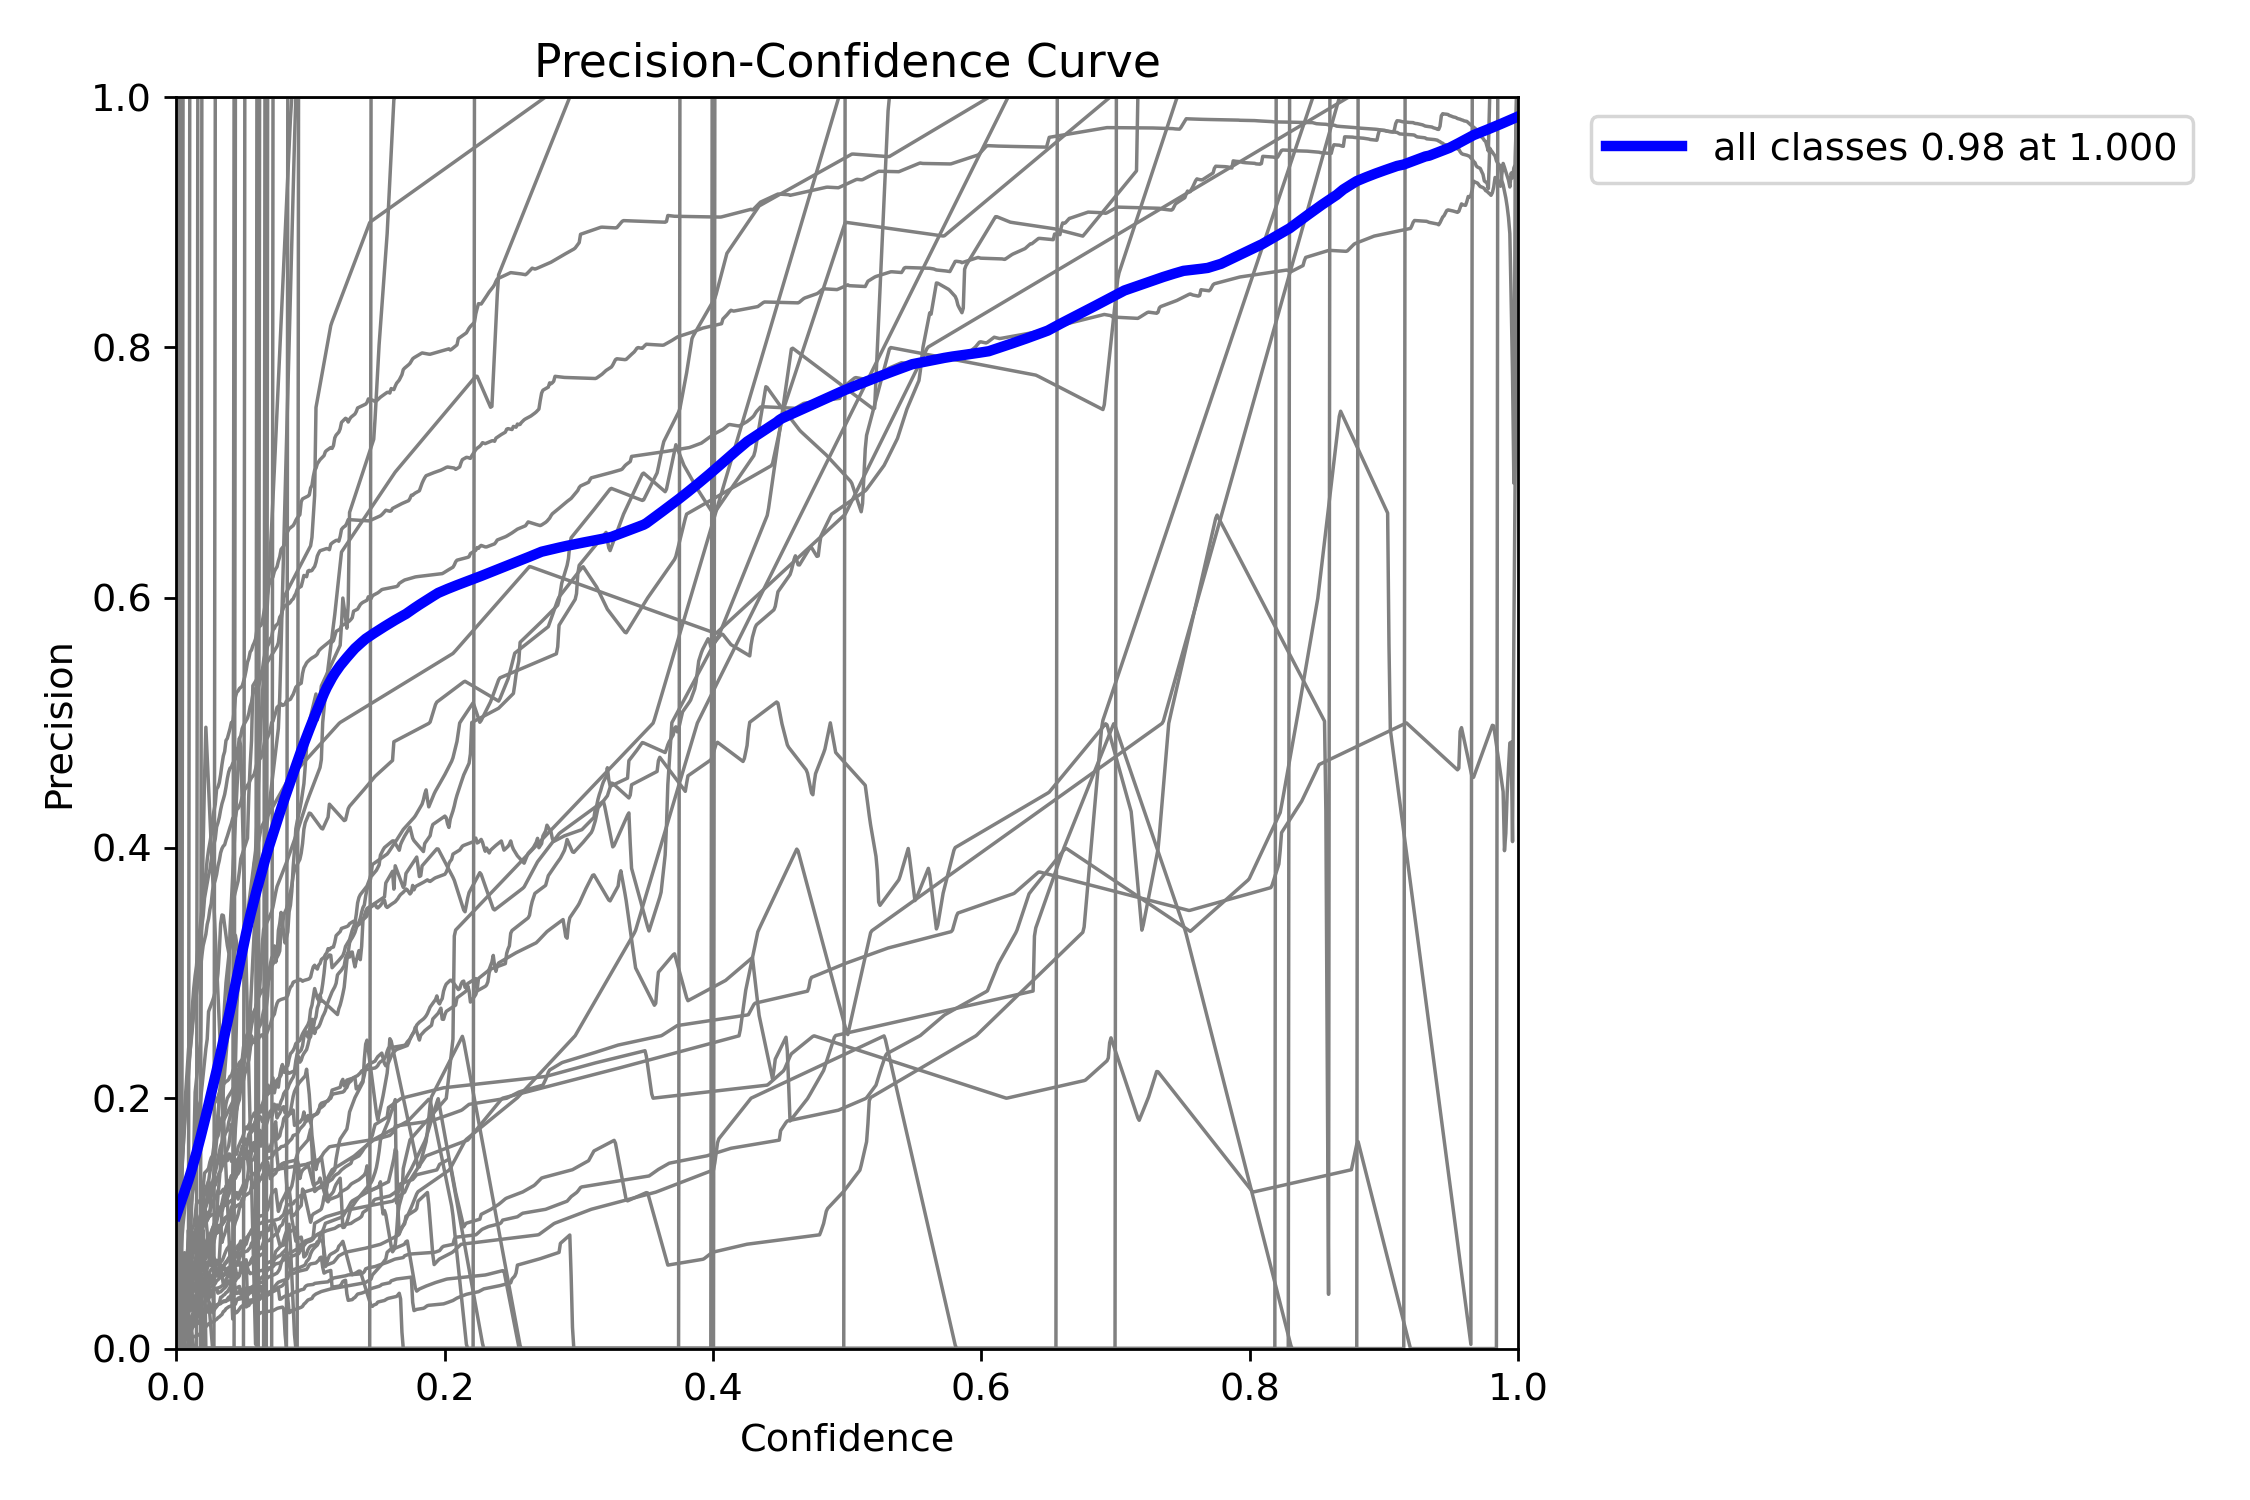 Precision-Confidence Curve
1.0
0.8
0.6
0.4
0.2
0.0
Precision
0.0 0.2 0.4 0.6 0.8 1.0
Confidence
all classes 0.98 at 1.000